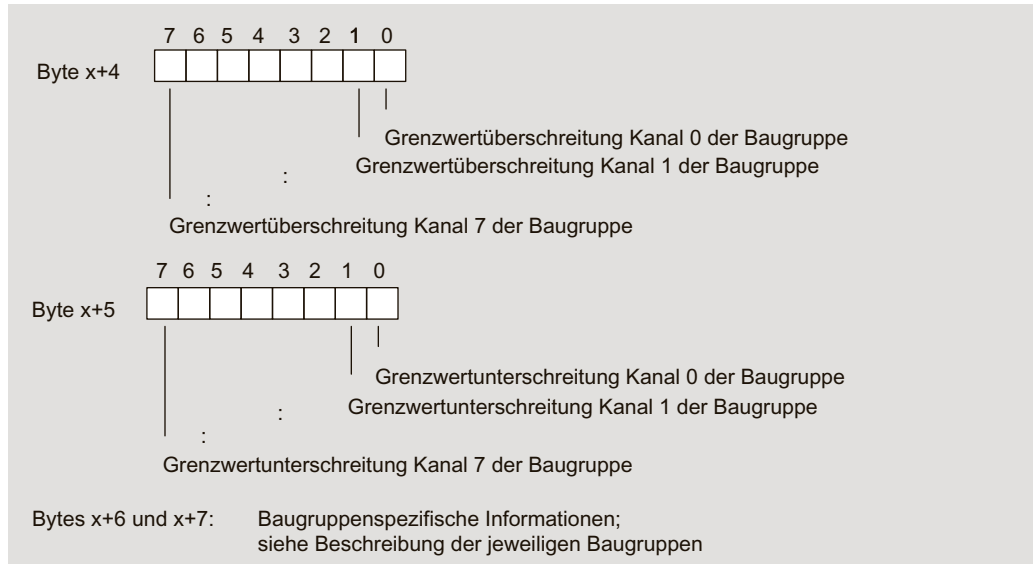 7 6 5 4 3 2 1 0
Byte x+4
Grenzwertüberschreitung Kanal 0 der Baugruppe
Grenzwertüberschreitung Kanal 1 der Baugruppe
:
:
Grenzwertüberschreitung Kanal 7 der Baugruppe
7 6 5 4 3 2 1 0
Byte x+5
Grenzwertunterschreitung Kanal 0 der Baugruppe
Grenzwertunterschreitung Kanal 1 der Baugruppe
:
:
Grenzwertunterschreitung Kanal 7 der Baugruppe
Bytes x+6 und x+7: Baugruppenspezifische Informationen;
siehe Beschreibung der jeweiligen Baugruppen